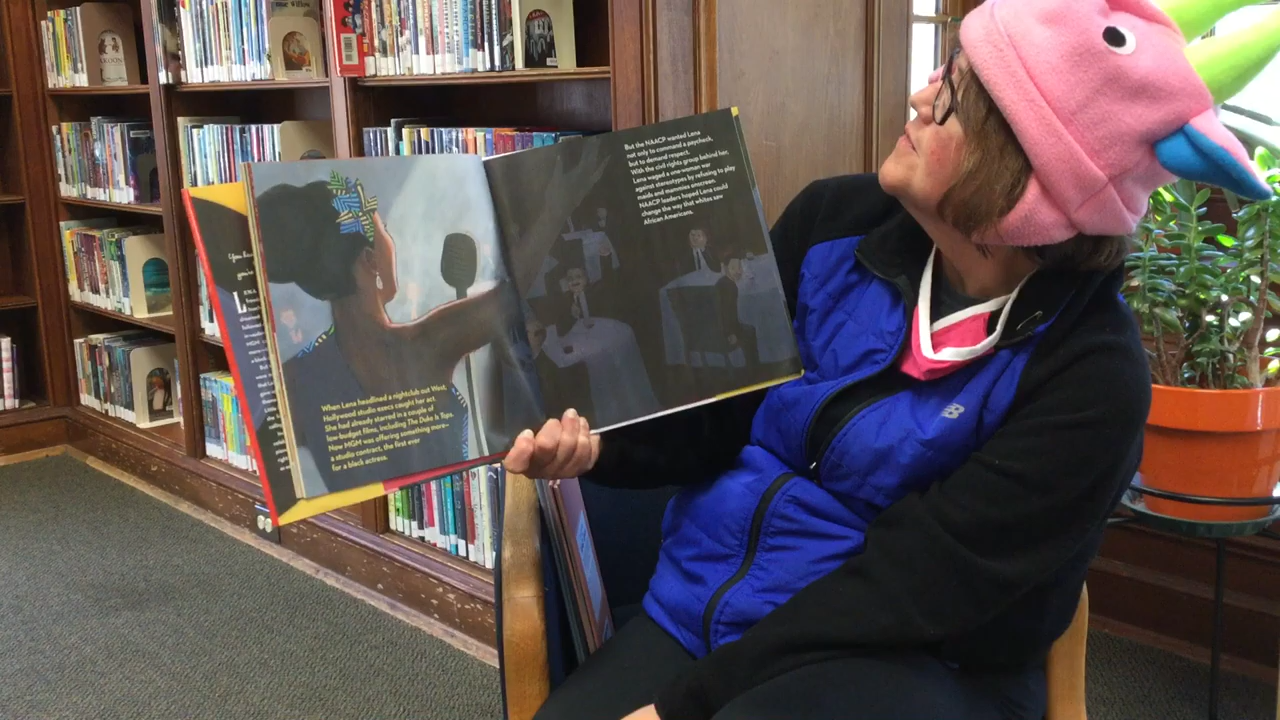 But the NAACP wanted Lena
not only to command a paycheck,
but to demand respect.
With the civil rights group behind her,
Lena waged a one-woman war
against stereotypes by refusing to play
maids and mammies onscreen.
NAACP leaders hoped Lena could
change the way that whites saw
African Americans.
When Lena headlined a nightclub out West,
Hollywood studio execs caught her act.
She had already starred in a couple of
low-budget films, including The Duke Is Tops.
Now MGM was offering something more—
a studio contract, the first ever
for a black actress.